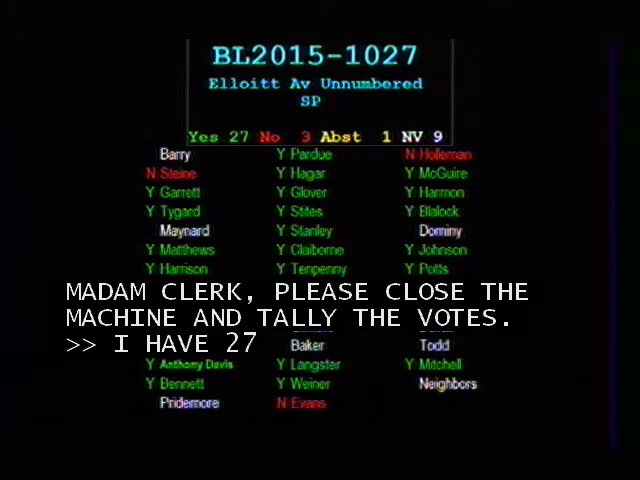 BL2015-1027
Elloitt Av Unnumbered
SP
Yes 27 No 3 Abst 1 NV 9
Barry Y Pardue N Holleman
N Steine Y Hagar Y McGuire
Y Garrett Y Glover Y Harmon
Y Tygard Y Stites Y Blalock
Maynard Y Stanley Dominy
Y Matthews Y Claiborne Y Johnson
Y Harrison Y Tenpenny Y Potts
MADAM CLERK, PLEASE CLOSE THE
MACHINE AND TALLY THE VOTES.
>> I HAVE 27
Baker Todd
Y Anthony Davis Y Langster Y Mitchell
Y Bennett Y Weiner Neighbors
Pridemore N Evans